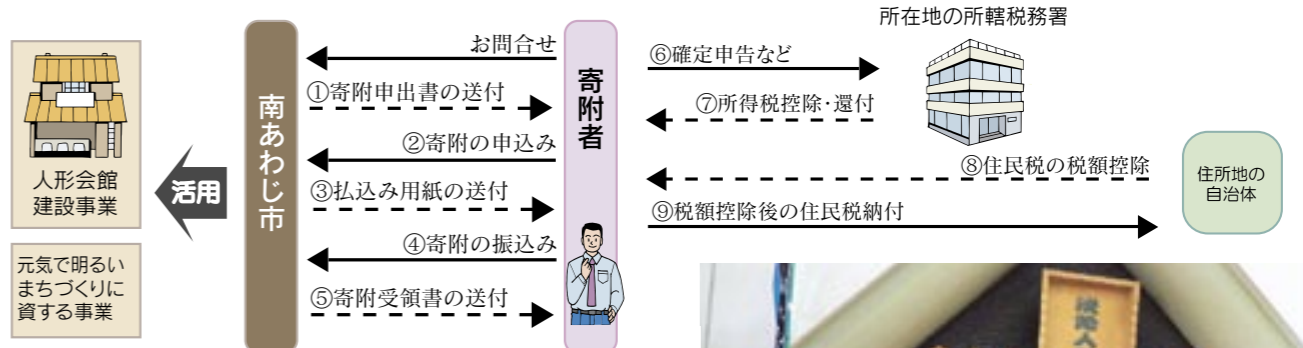 所在地の所轄税務署
お問合せ
①寄附申出書の送付
②寄附の申込み
③払込み用紙の送付
④寄附の振込み
⑤寄附受領書の送付
⑥確定申告など
⑦所得税控除・還付
⑧住民税の税額控除
⑨税額控除後の住民税納付
南あわじ市
寄附者
住所地の
自治体
活用
人形会館
建設事業
元気で明るい
まちづくりに
資する事業